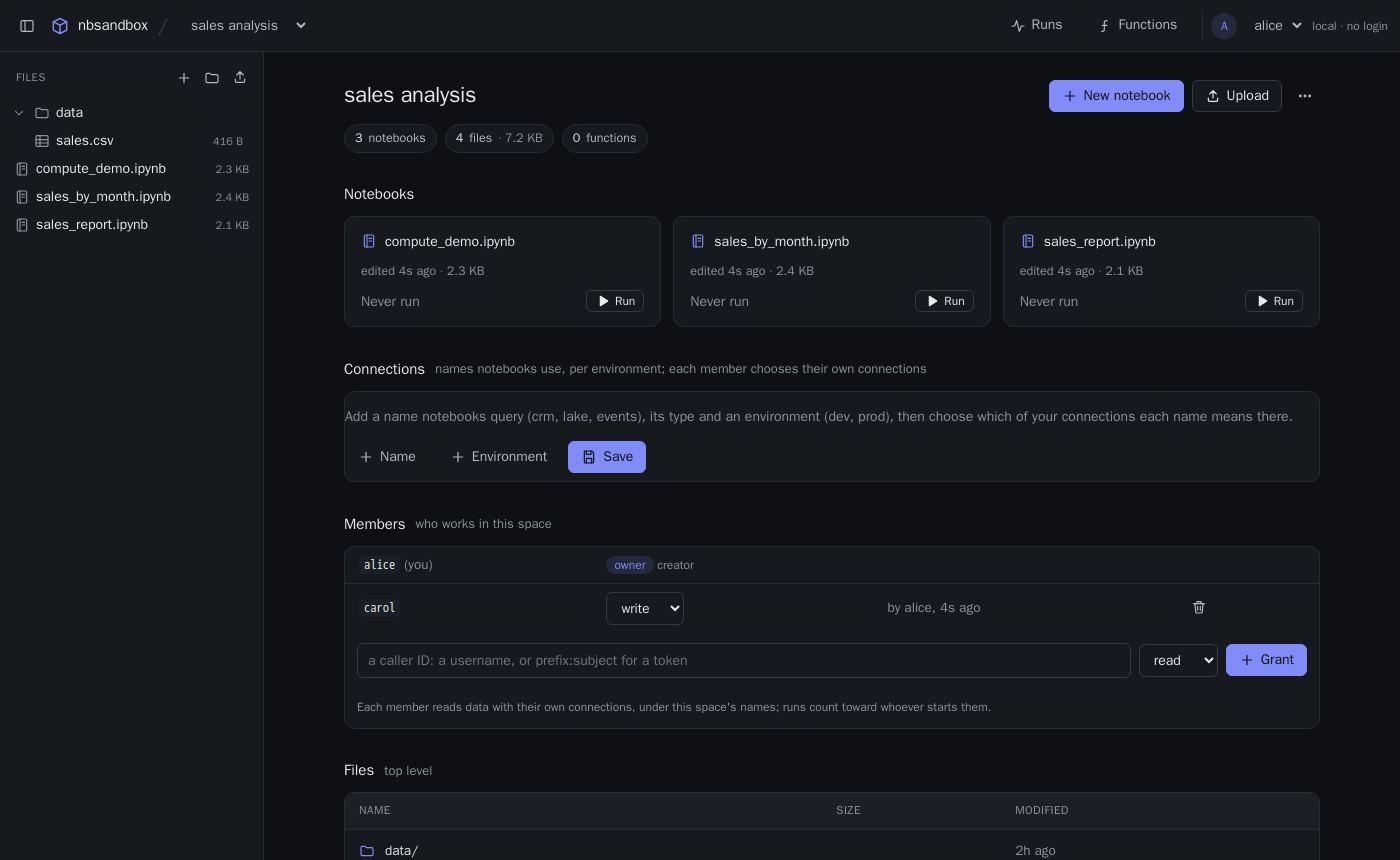 nbsandbox / sales analysis Runs Functions A alice local · no login
FILES
data
sales.csv 416 B
compute_demo.ipynb 2.3 KB
sales_by_month.ipynb 2.4 KB
sales_report.ipynb 2.1 KB
sales analysis
New notebook Upload
3 notebooks 4 files · 7.2 KB 0 functions
Notebooks
compute_demo.ipynb
edited 4s ago · 2.3 KB
Never run Run
sales_by_month.ipynb
edited 4s ago · 2.4 KB
Never run Run
sales_report.ipynb
edited 4s ago · 2.1 KB
Never run Run
Connections names notebooks use, per environment; each member chooses their own connections
Add a name notebooks query (crm, lake, events), its type and an environment (dev, prod), then choose which of your connections each name means there.
Name Environment Save
Members who works in this space
alice (you) owner creator
carol write by alice, 4s ago
a caller ID: a username, or prefix:subject for a token read Grant
Each member reads data with their own connections, under this space's names; runs count toward whoever starts them.
Files top level
NAME SIZE MODIFIED
data/ 2h ago